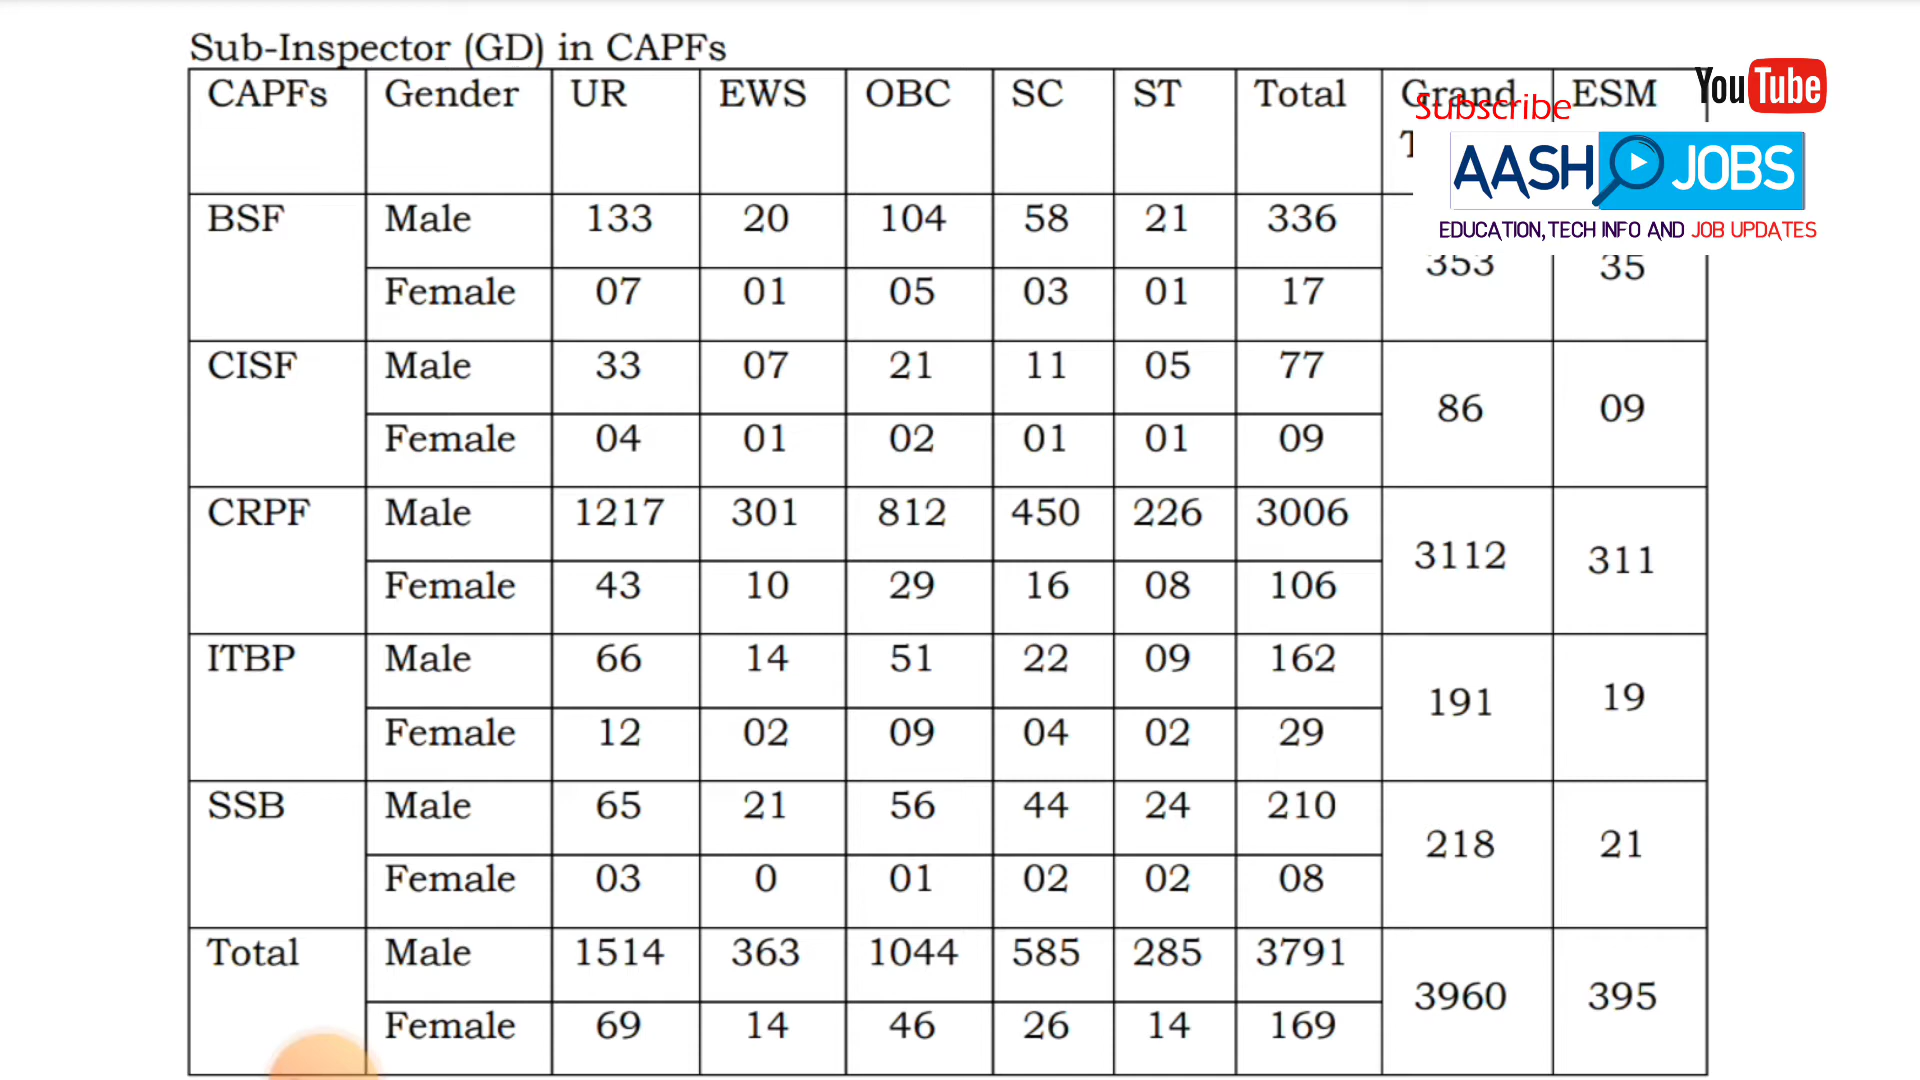 Sub-Inspector (GD) in CAPFs
CAPFs Gender UR EWS OBC SC ST Total Grand ESM
YouTube
Subscribe
AASH JOBS
EDUCATION,TECH INFO AND JOB UPDATES
BSF Male 133 20 104 58 21 336 353 35
Female 07 01 05 03 01 17
CISF Male 33 07 21 11 05 77 86 09
Female 04 01 02 01 01 09
CRPF Male 1217 301 812 450 226 3006 3112 311
Female 43 10 29 16 08 106
ITBP Male 66 14 51 22 09 162 191 19
Female 12 02 09 04 02 29
SSB Male 65 21 56 44 24 210 218 21
Female 03 0 01 02 02 08
Total Male 1514 363 1044 585 285 3791 3960 395
Female 69 14 46 26 14 169